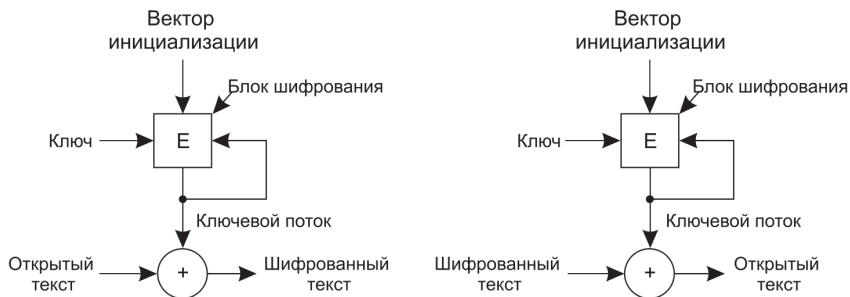 Вектор
инициализации
Блок шифрования
Ключ
E
Ключевой поток
Открытый
текст
+
Шифрованный
текст
Вектор
инициализации
Блок шифрования
Ключ
E
Ключевой поток
Шифрованный
текст
+
Открытый
текст